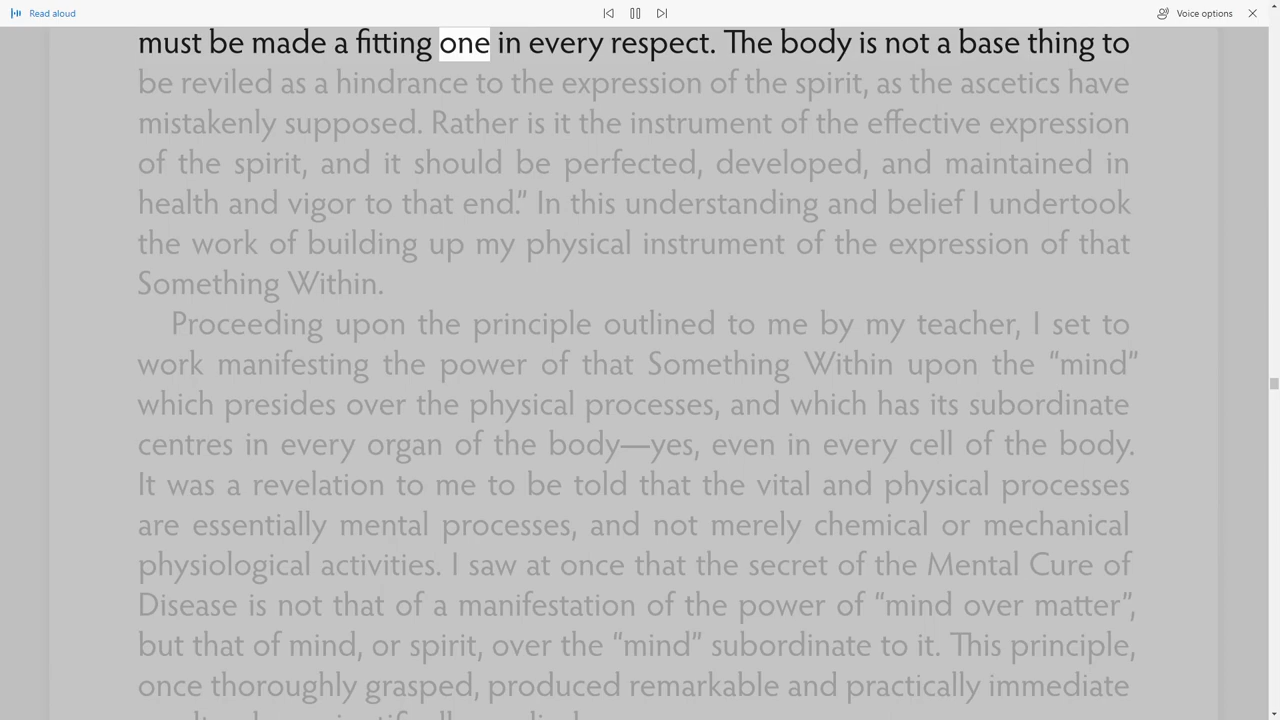 Read aloud
Voice options
must be made a fitting one in every respect. The body is not a base thing to
be reviled as a hindrance to the expression of the spirit, as the ascetics have
mistakenly supposed. Rather is it the instrument of the effective expression
of the spirit, and it should be perfected, developed, and maintained in
health and vigor to that end.” In this understanding and belief I undertook
the work of building up my physical instrument of the expression of that
Something Within.
Proceeding upon the principle outlined to me by my teacher, I set to
work manifesting the power of that Something Within upon the “mind”
which presides over the physical processes, and which has its subordinate
centres in every organ of the body—yes, even in every cell of the body.
It was a revelation to me to be told that the vital and physical processes
are essentially mental processes, and not merely chemical or mechanical
physiological activities. I saw at once that the secret of the Mental Cure of
Disease is not that of a manifestation of the power of “mind over matter”,
but that of mind, or spirit, over the “mind” subordinate to it. This principle,
once thoroughly grasped, produced remarkable and practically immediate